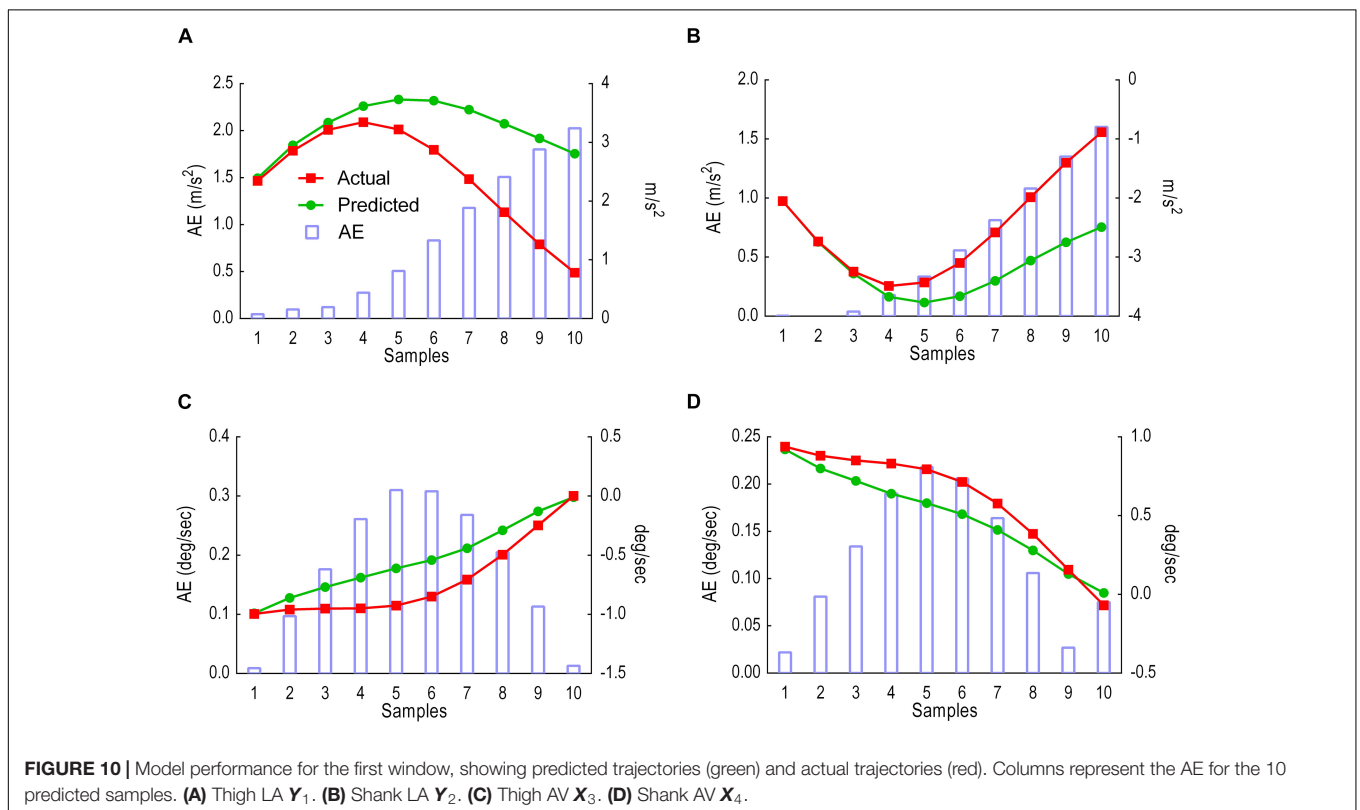 A
2.5
2.0
1.5
1.0
0.5
0.0
AE (m/s²)
4
3
2
1
0
m/s²
Actual
Predicted
AE
1 2 3 4 5 6 7 8 9 10
Samples
B
2.0
1.5
1.0
0.5
0.0
AE (m/s²)
0
-1
-2
-3
-4
m/s²
1 2 3 4 5 6 7 8 9 10
Samples
C
0.4
0.3
0.2
0.1
0.0
AE (deg/sec)
0.5
0.0
-0.5
-1.0
-1.5
deg/sec
1 2 3 4 5 6 7 8 9 10
Samples
D
0.25
0.20
0.15
0.10
0.05
0.00
AE (deg/sec)
1.0
0.5
0.0
-0.5
deg/sec
1 2 3 4 5 6 7 8 9 10
Samples
FIGURE 10 | Model performance for the first window, showing predicted trajectories (green) and actual trajectories (red). Columns represent the AE for the 10
predicted samples. (A) Thigh LA Y₁. (B) Shank LA Y₂. (C) Thigh AV X₃. (D) Shank AV X₄.